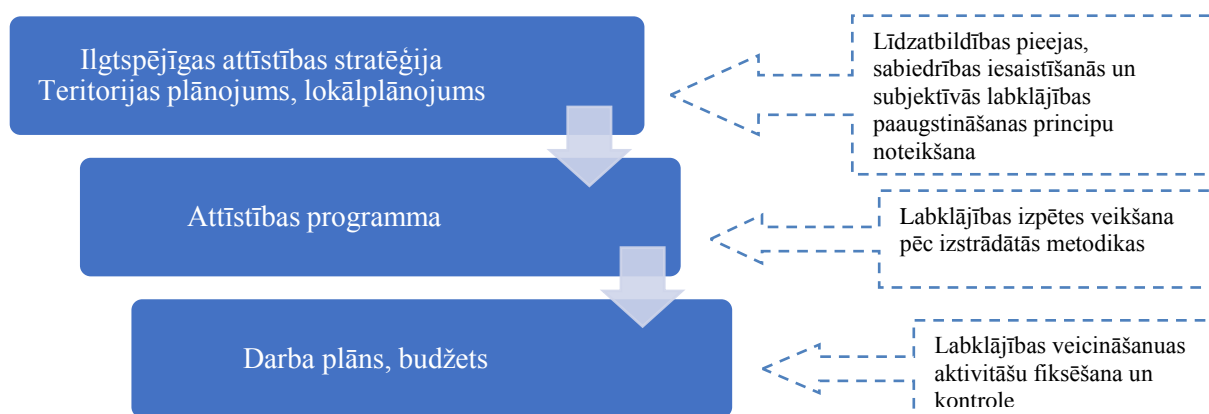 Ilgtspējīgas attīstības stratēģija
Teritorijas plānojums, lokālplānojums
Līdzatbildības pieejas,
sabiedrības iesaistīšanās un
subjektīvās labklājības
paaugstināšanas principu
noteikšana
Attīstības programma
Labklājības izpētes veikšana
pēc izstrādātās metodikas
Darba plāns, budžets
Labklājības veicināšanuas
aktivitāšu fiksēšana un
kontrole